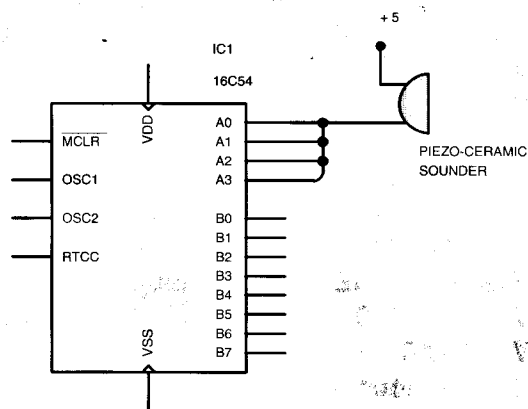 + 5
IC1
16C54
PIEZO-CERAMIC
SOUNDER
VDD
MCLR
OSC1
OSC2
RTCC
VSS
A0
A1
A2
A3
B0
B1
B2
B3
B4
B5
B6
B7